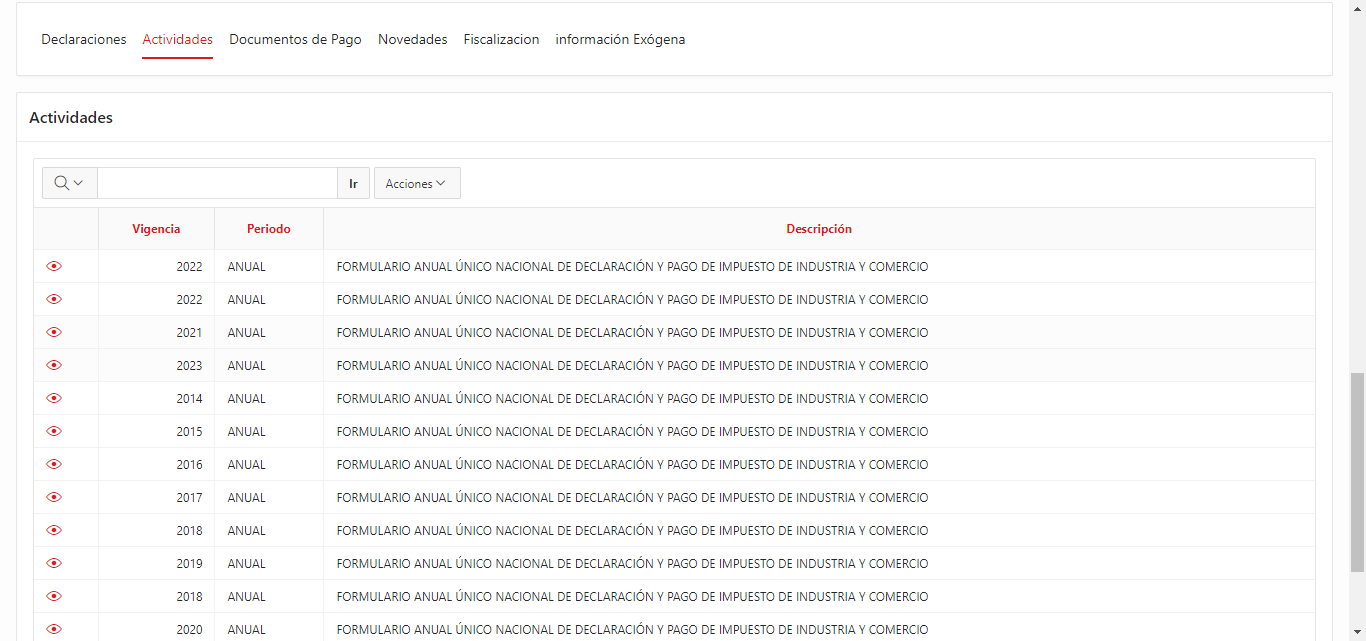 Declaraciones Actividades Documentos de Pago Novedades Fiscalizacion información Exógena
Actividades
Ir Acciones
Vigencia Periodo Descripción
2022 ANUAL FORMULARIO ANUAL ÚNICO NACIONAL DE DECLARACIÓN Y PAGO DE IMPUESTO DE INDUSTRIA Y COMERCIO
2022 ANUAL FORMULARIO ANUAL ÚNICO NACIONAL DE DECLARACIÓN Y PAGO DE IMPUESTO DE INDUSTRIA Y COMERCIO
2021 ANUAL FORMULARIO ANUAL ÚNICO NACIONAL DE DECLARACIÓN Y PAGO DE IMPUESTO DE INDUSTRIA Y COMERCIO
2023 ANUAL FORMULARIO ANUAL ÚNICO NACIONAL DE DECLARACIÓN Y PAGO DE IMPUESTO DE INDUSTRIA Y COMERCIO
2014 ANUAL FORMULARIO ANUAL ÚNICO NACIONAL DE DECLARACIÓN Y PAGO DE IMPUESTO DE INDUSTRIA Y COMERCIO
2015 ANUAL FORMULARIO ANUAL ÚNICO NACIONAL DE DECLARACIÓN Y PAGO DE IMPUESTO DE INDUSTRIA Y COMERCIO
2016 ANUAL FORMULARIO ANUAL ÚNICO NACIONAL DE DECLARACIÓN Y PAGO DE IMPUESTO DE INDUSTRIA Y COMERCIO
2017 ANUAL FORMULARIO ANUAL ÚNICO NACIONAL DE DECLARACIÓN Y PAGO DE IMPUESTO DE INDUSTRIA Y COMERCIO
2018 ANUAL FORMULARIO ANUAL ÚNICO NACIONAL DE DECLARACIÓN Y PAGO DE IMPUESTO DE INDUSTRIA Y COMERCIO
2019 ANUAL FORMULARIO ANUAL ÚNICO NACIONAL DE DECLARACIÓN Y PAGO DE IMPUESTO DE INDUSTRIA Y COMERCIO
2018 ANUAL FORMULARIO ANUAL ÚNICO NACIONAL DE DECLARACIÓN Y PAGO DE IMPUESTO DE INDUSTRIA Y COMERCIO
2020 ANUAL FORMULARIO ANUAL ÚNICO NACIONAL DE DECLARACIÓN Y PAGO DE IMPUESTO DE INDUSTRIA Y COMERCIO